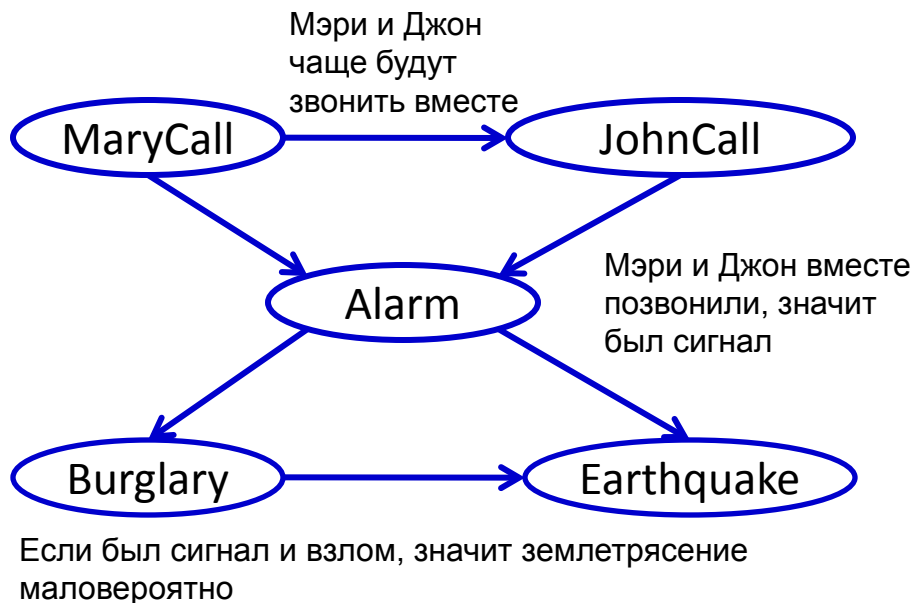 Мэри и Джон
чаще будут
звонить вместе
MaryCall
JohnCall
Alarm
Мэри и Джон вместе
позвонили, значит
был сигнал
Burglary
Earthquake
Если был сигнал и взлом, значит землетрясение
маловероятно